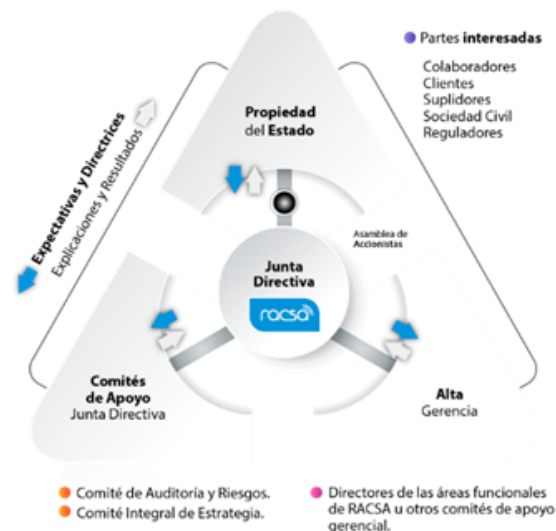 Partes interesadas
Colaboradores
Clientes
Suplidores
Sociedad Civil
Reguladores
Propiedad
del Estado
Expectativas y Directrices
Explicaciones y Resultados
Asamblea de
Accionistas
Junta
Directiva
racsa
Comités
de Apoyo
Junta Directiva
Alta
Gerencia
Comité de Auditoría y Riesgos.
Comité Integral de Estrategia.
Directores de las áreas funcionales
de RACSA u otros comités de apoyo
gerencial.